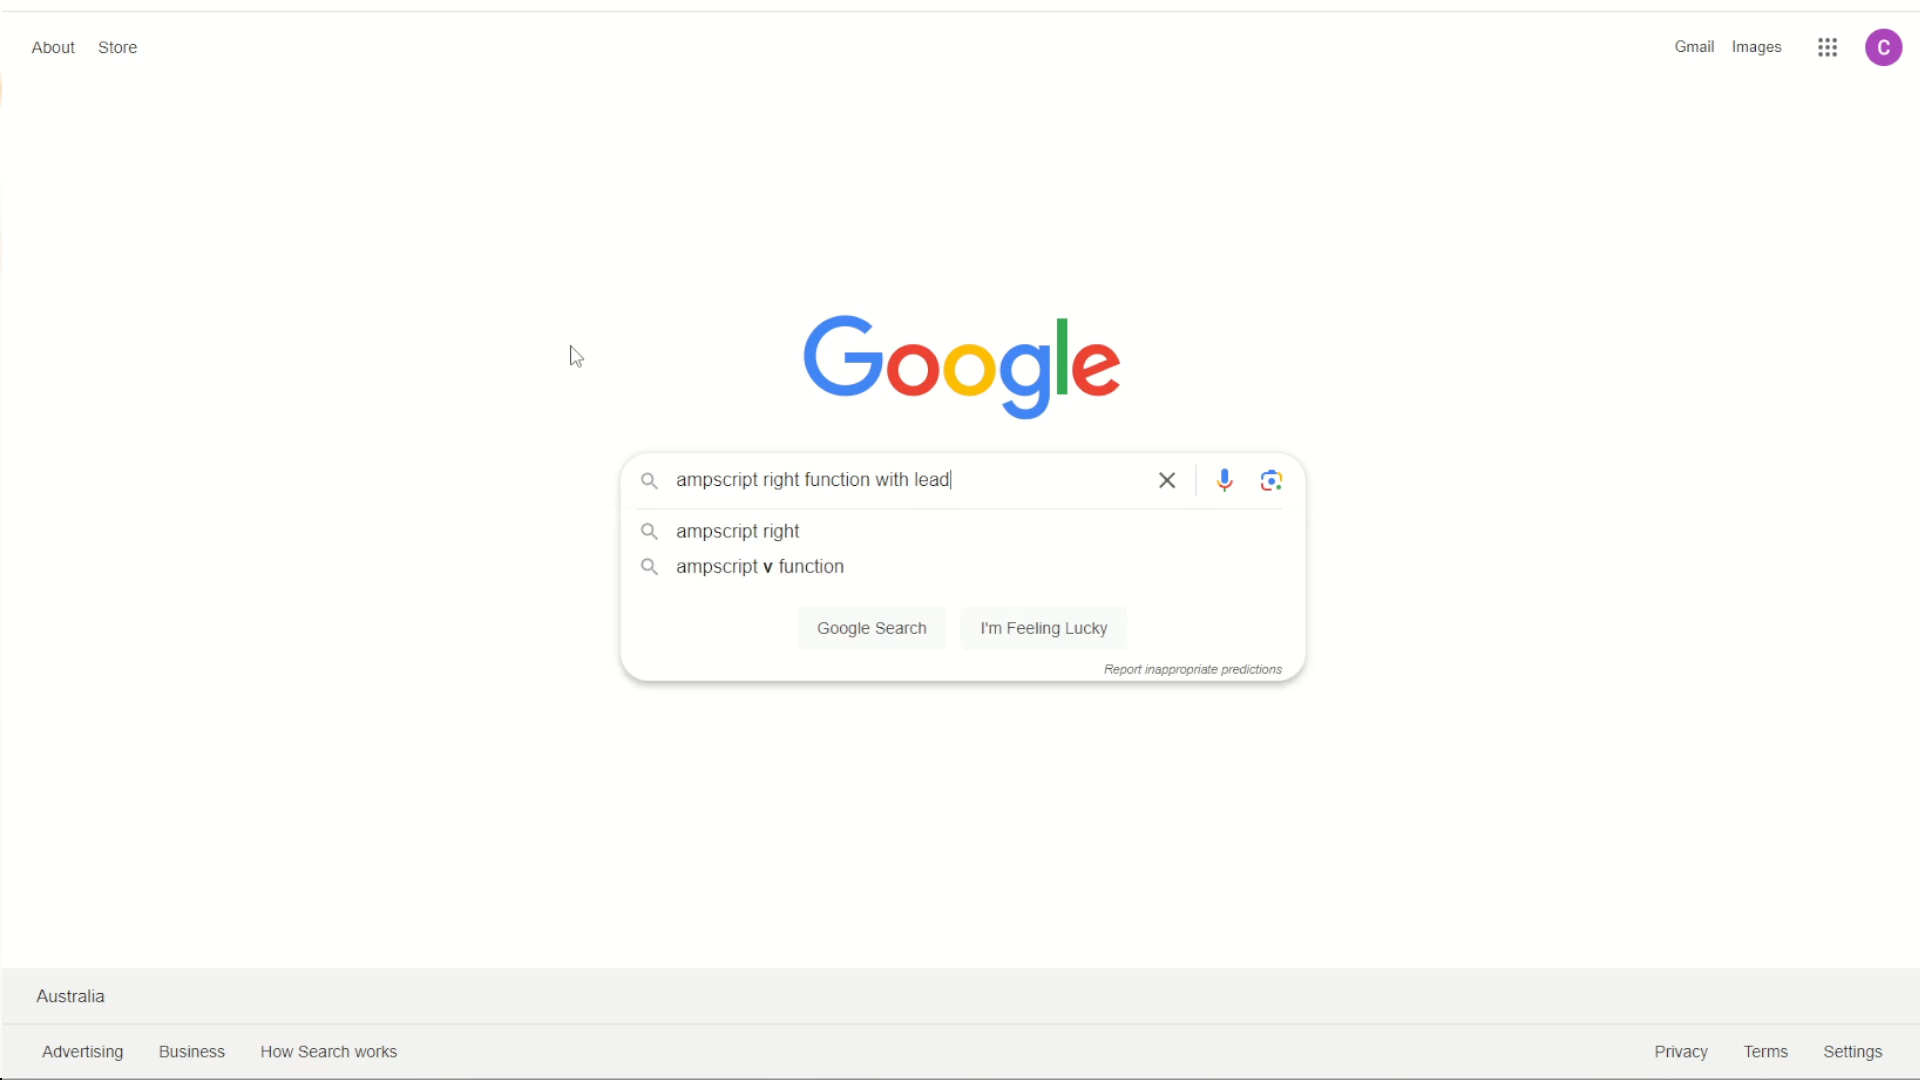 About Store
Gmail Images
C
Google
ampscript right function with lead
ampscript right
ampscript v function
Google Search I'm Feeling Lucky
Report inappropriate predictions
Australia
Advertising Business How Search works
Privacy Terms Settings